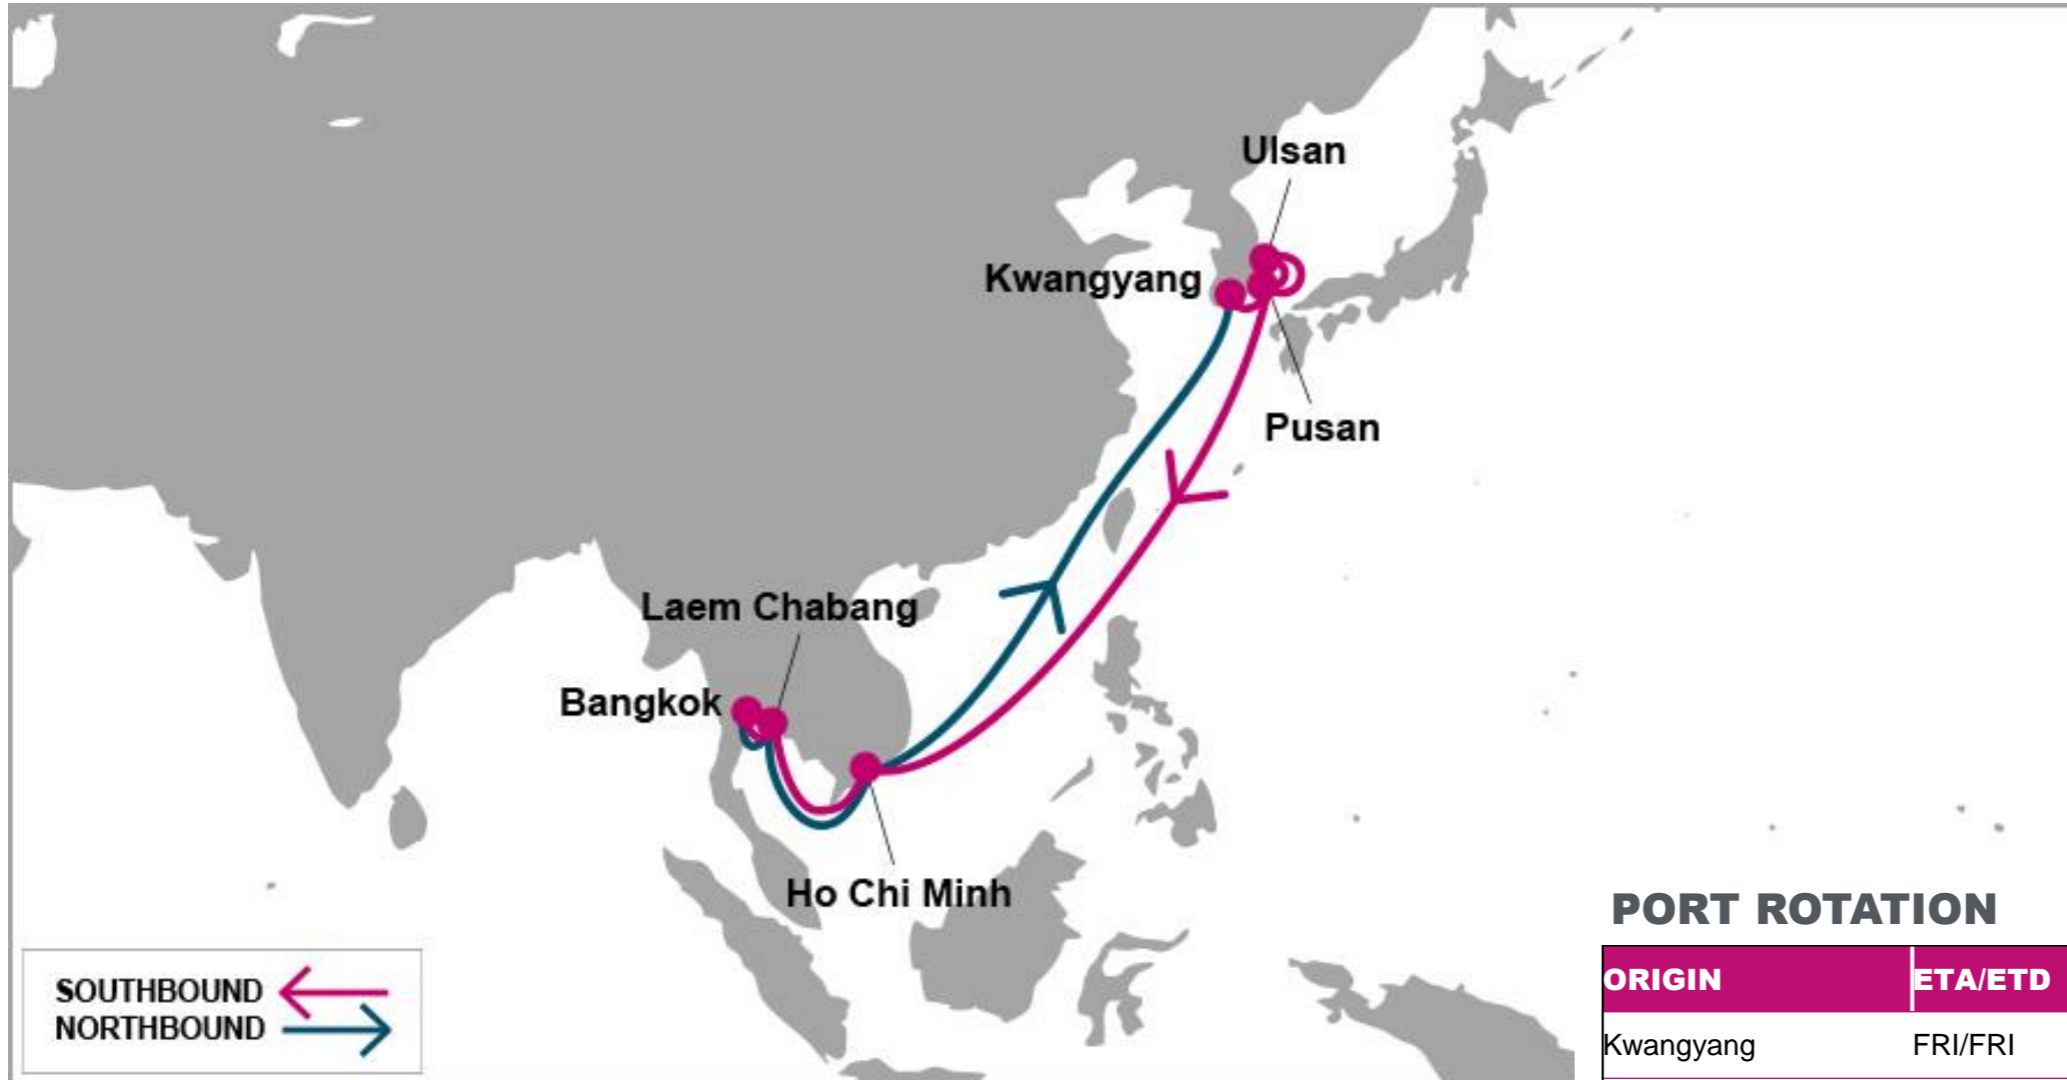 Ulsan
Kwangyang
Pusan
Laem Chabang
Bangkok
Ho Chi Minh
SOUTHBOUND
NORTHBOUND
PORT ROTATION
ORIGIN ETA/ETD
Kwangyang FRI/FRI